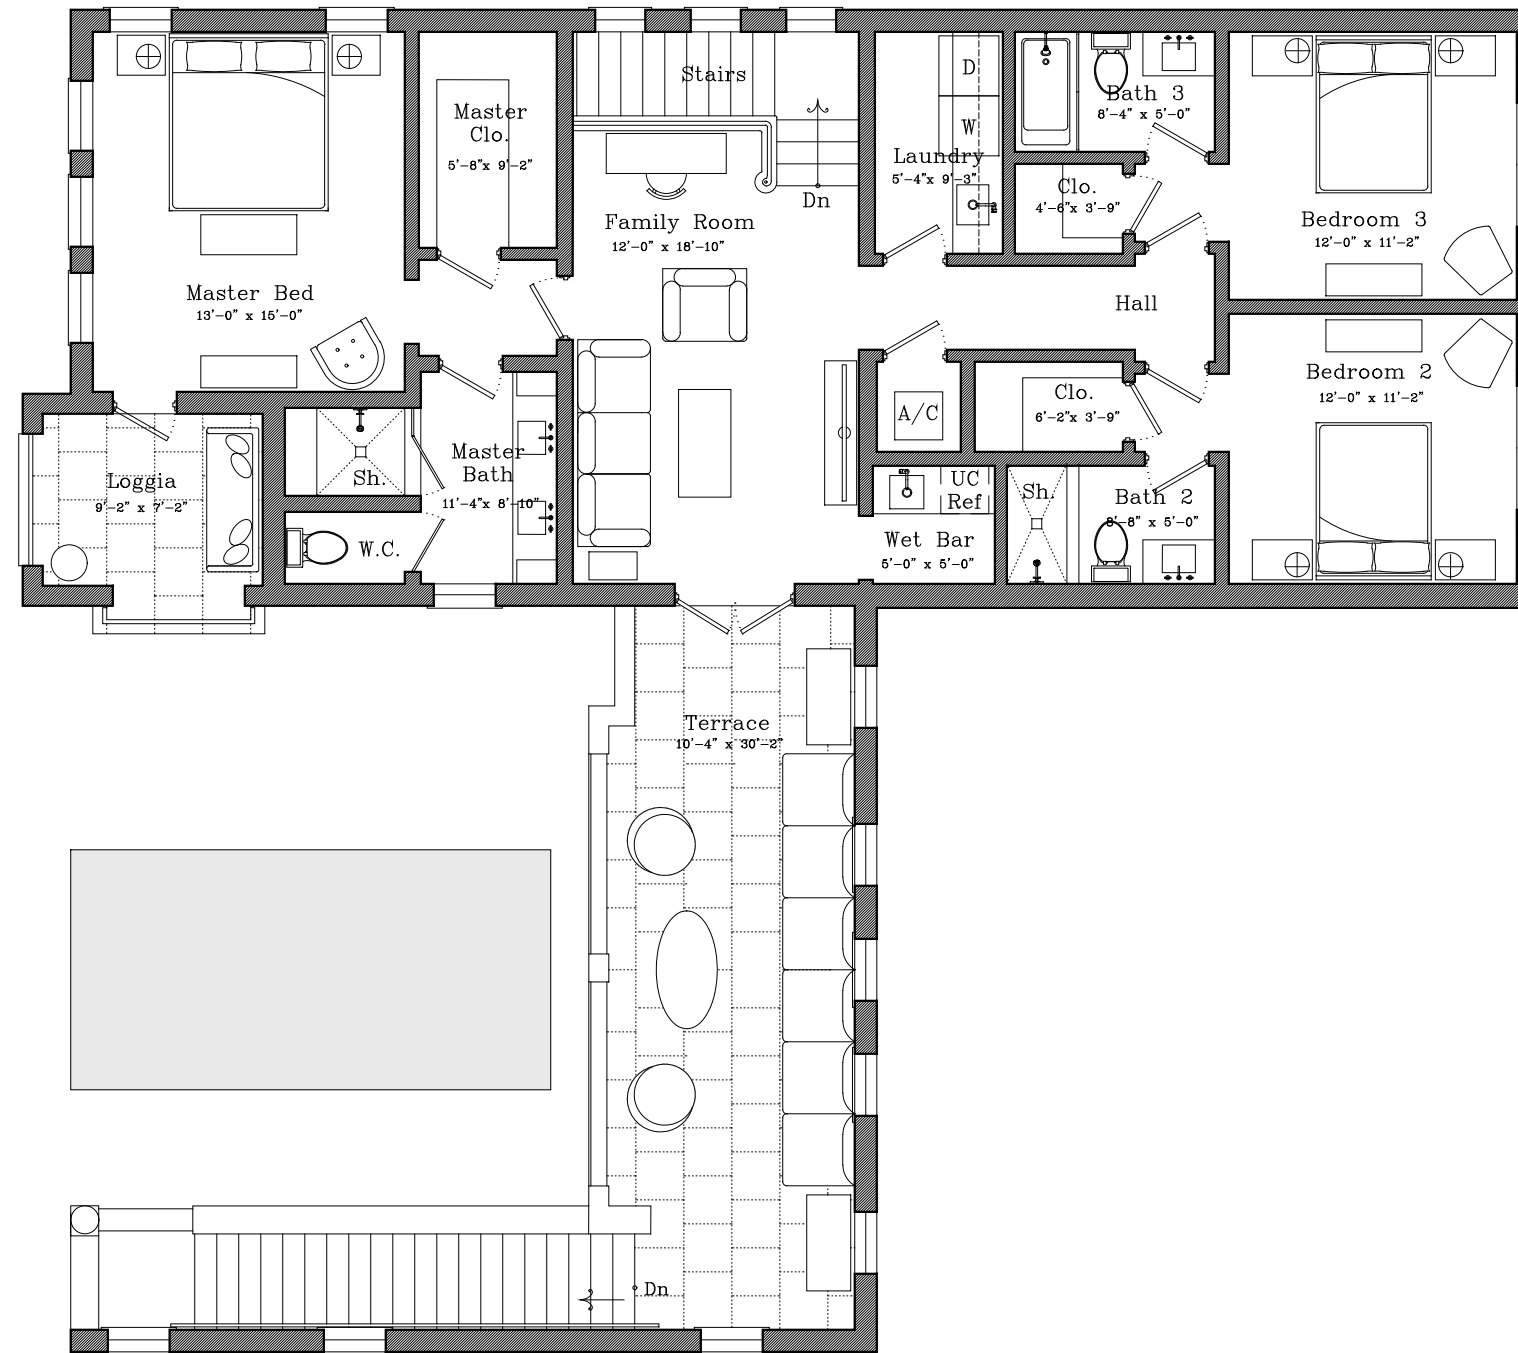 Stairs
D
Master
Clo.
5'-8"x 9'-2"
W
Bath 3
8'-4" x 5'-0"
Laundry
5'-4"x 9'-3"
Clo.
4'-6"x 3'-9"
Dn
Family Room
12'-0" x 18'-10"
Bedroom 3
12'-0" x 11'-2"
Master Bed
13'-0" x 15'-0"
Hall
Bedroom 2
12'-0" x 11'-2"
A/C
Clo.
6'-2"x 3'-9"
Loggia
9'-2" x 7'-2"
Sh.
Master
Bath
11'-4"x 8'-10"
W.C.
UC
Ref
Sh.
Bath 2
8'-8" x 5'-0"
Wet Bar
5'-0" x 5'-0"
Terrace
10'-4" x 30'-2"
Dn